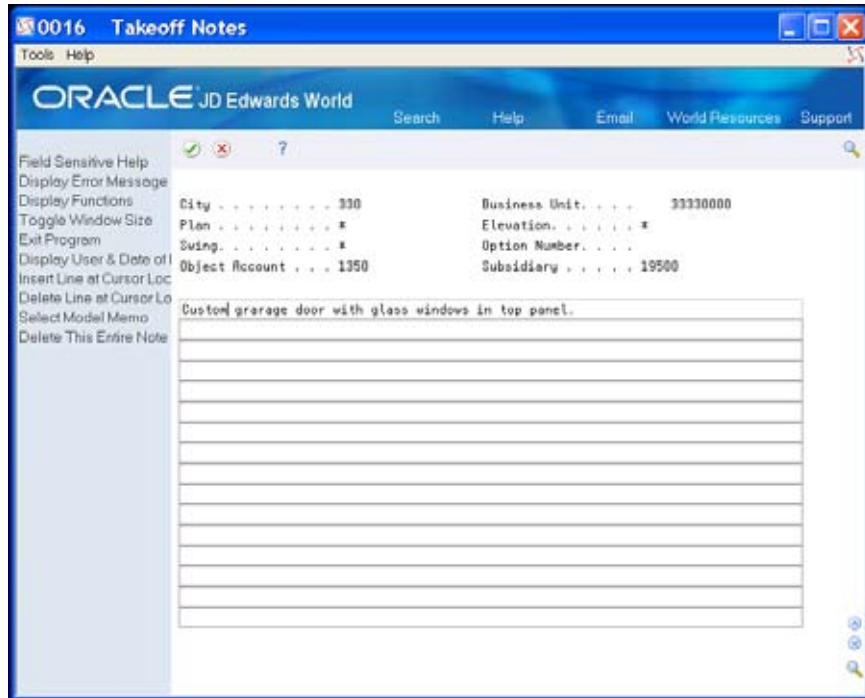 0016 Takeoff Notes
Tools Help
ORACLE JD Edwards World
Search Help Email World Resources Support
Field Sensitive Help
Display Error Message
Display Functions
Toggle Window Size
Exit Program
Display User & Date of
Insert Line at Cursor Loc
Delete Line at Cursor Lo
Select Model Memo
Delete This Entire Note
?
City . . . . . . . . 330 Business Unit. . . . 33330000
Plan . . . . . . . . * Elevation. . . . . . *
Swing. . . . . . . . * Option Number. . . .
Object Account . . . 1350 Subsidiary . . . . . 19500
Custom grarage door with glass windows in top panel.